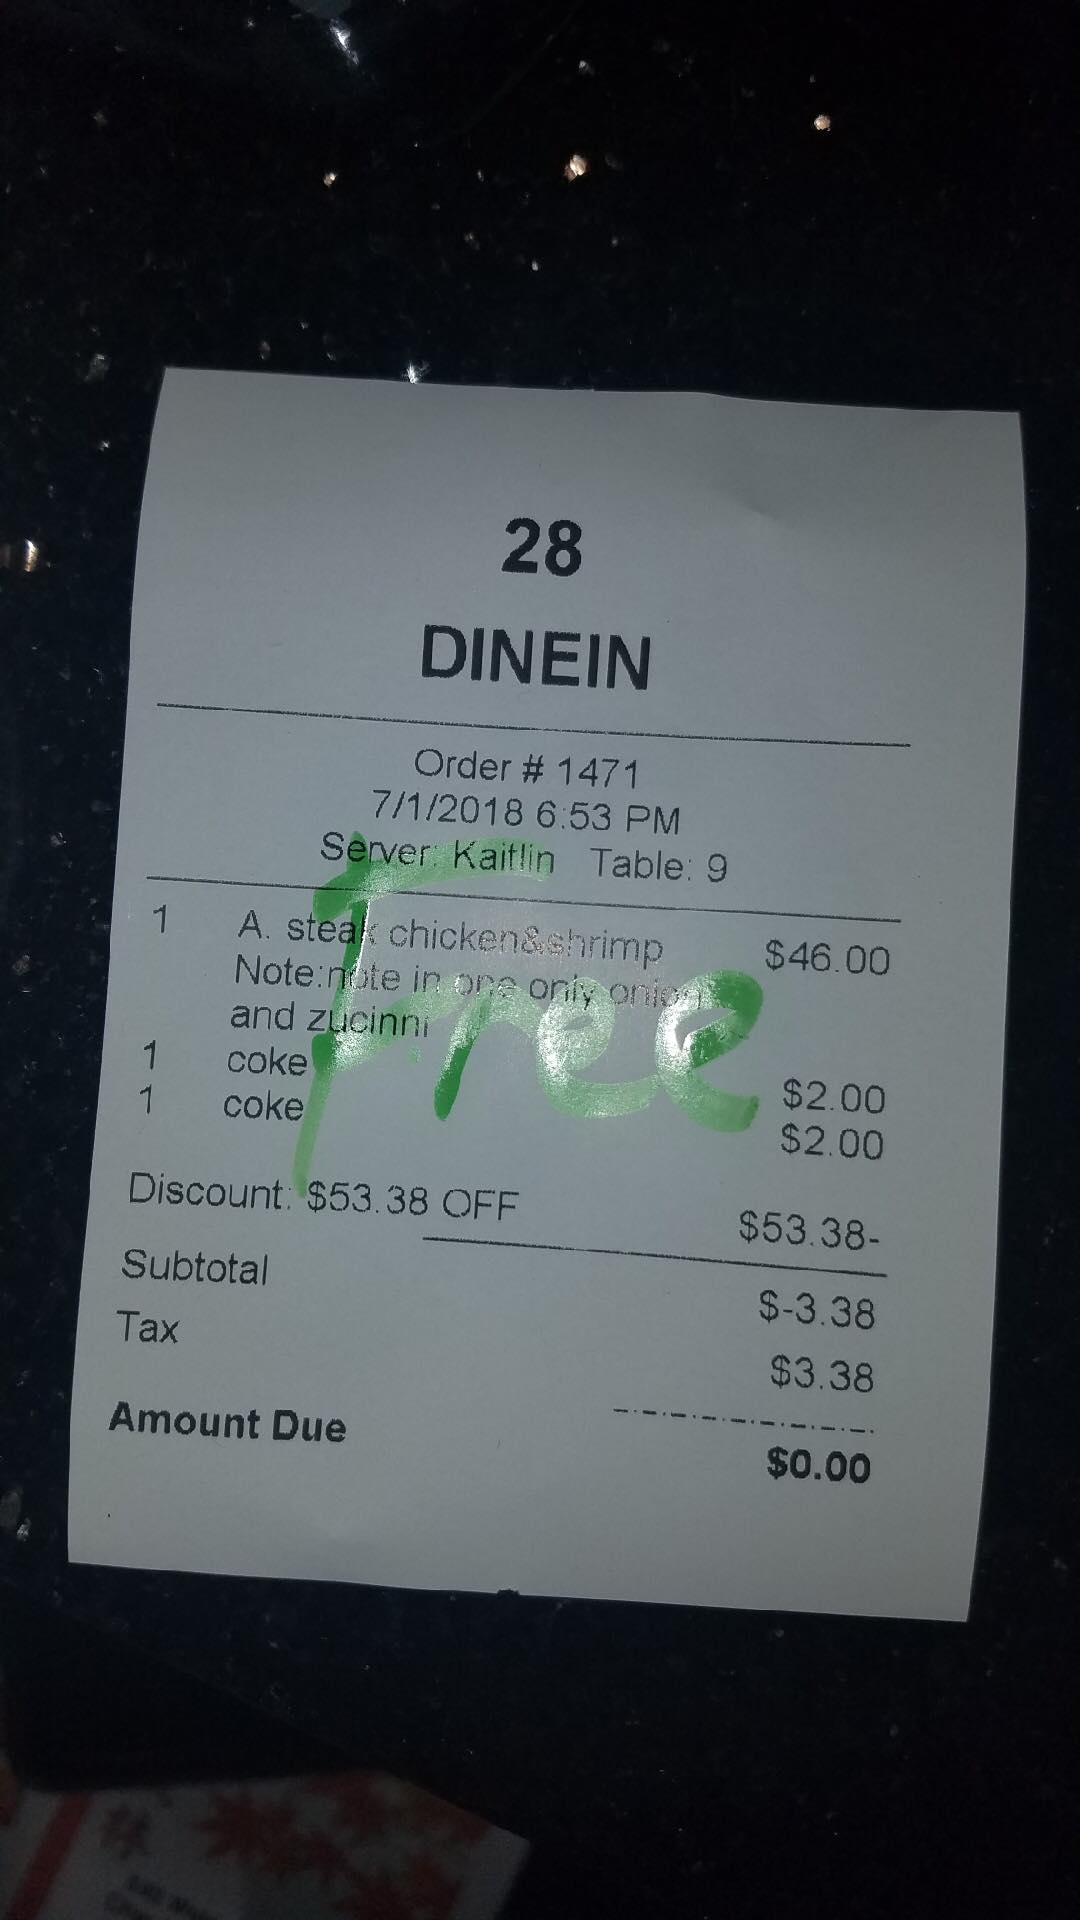 28
DINEIN
Order # 1471
7/1/2018 6:53 PM
Server: Kaitlin Table: 9
1 A. steak chicken&shrimp $46.00
Note:note in one only onion
and zucinni
1 coke $2.00
1 coke $2.00
Free
Discount: $53.38 OFF $53.38-
Subtotal $-3.38
Tax $3.38
Amount Due $0.00